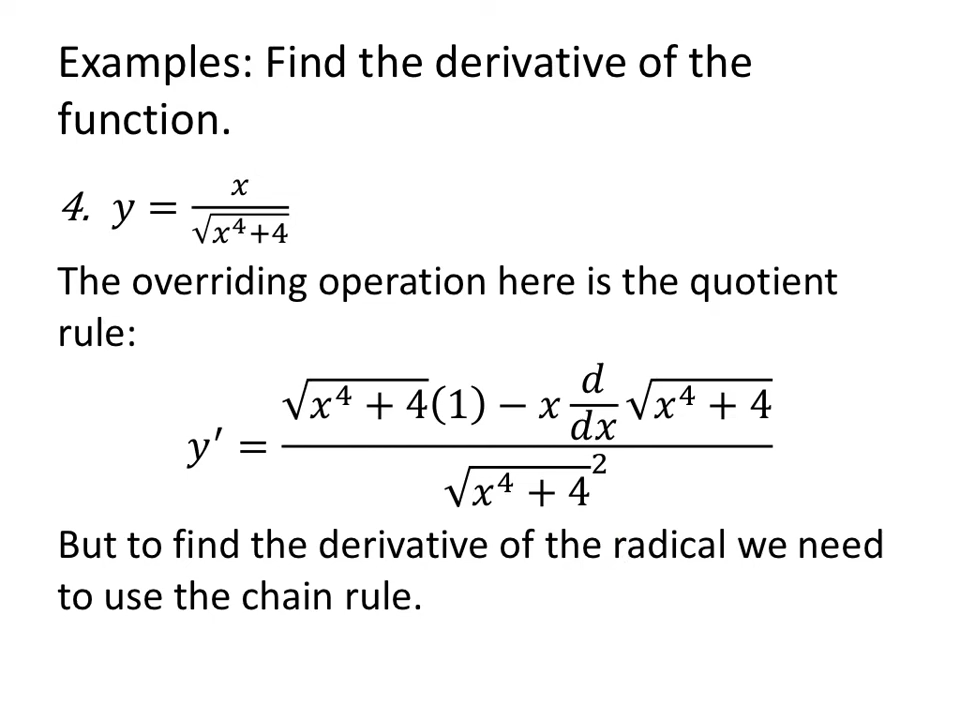 Examples: Find the derivative of the
function.
4. y = x/√(x⁴+4)
The overriding operation here is the quotient
rule:
y′ = (√(x⁴ + 4)(1) − x d/dx √(x⁴ + 4)) / √(x⁴ + 4)²
But to find the derivative of the radical we need
to use the chain rule.